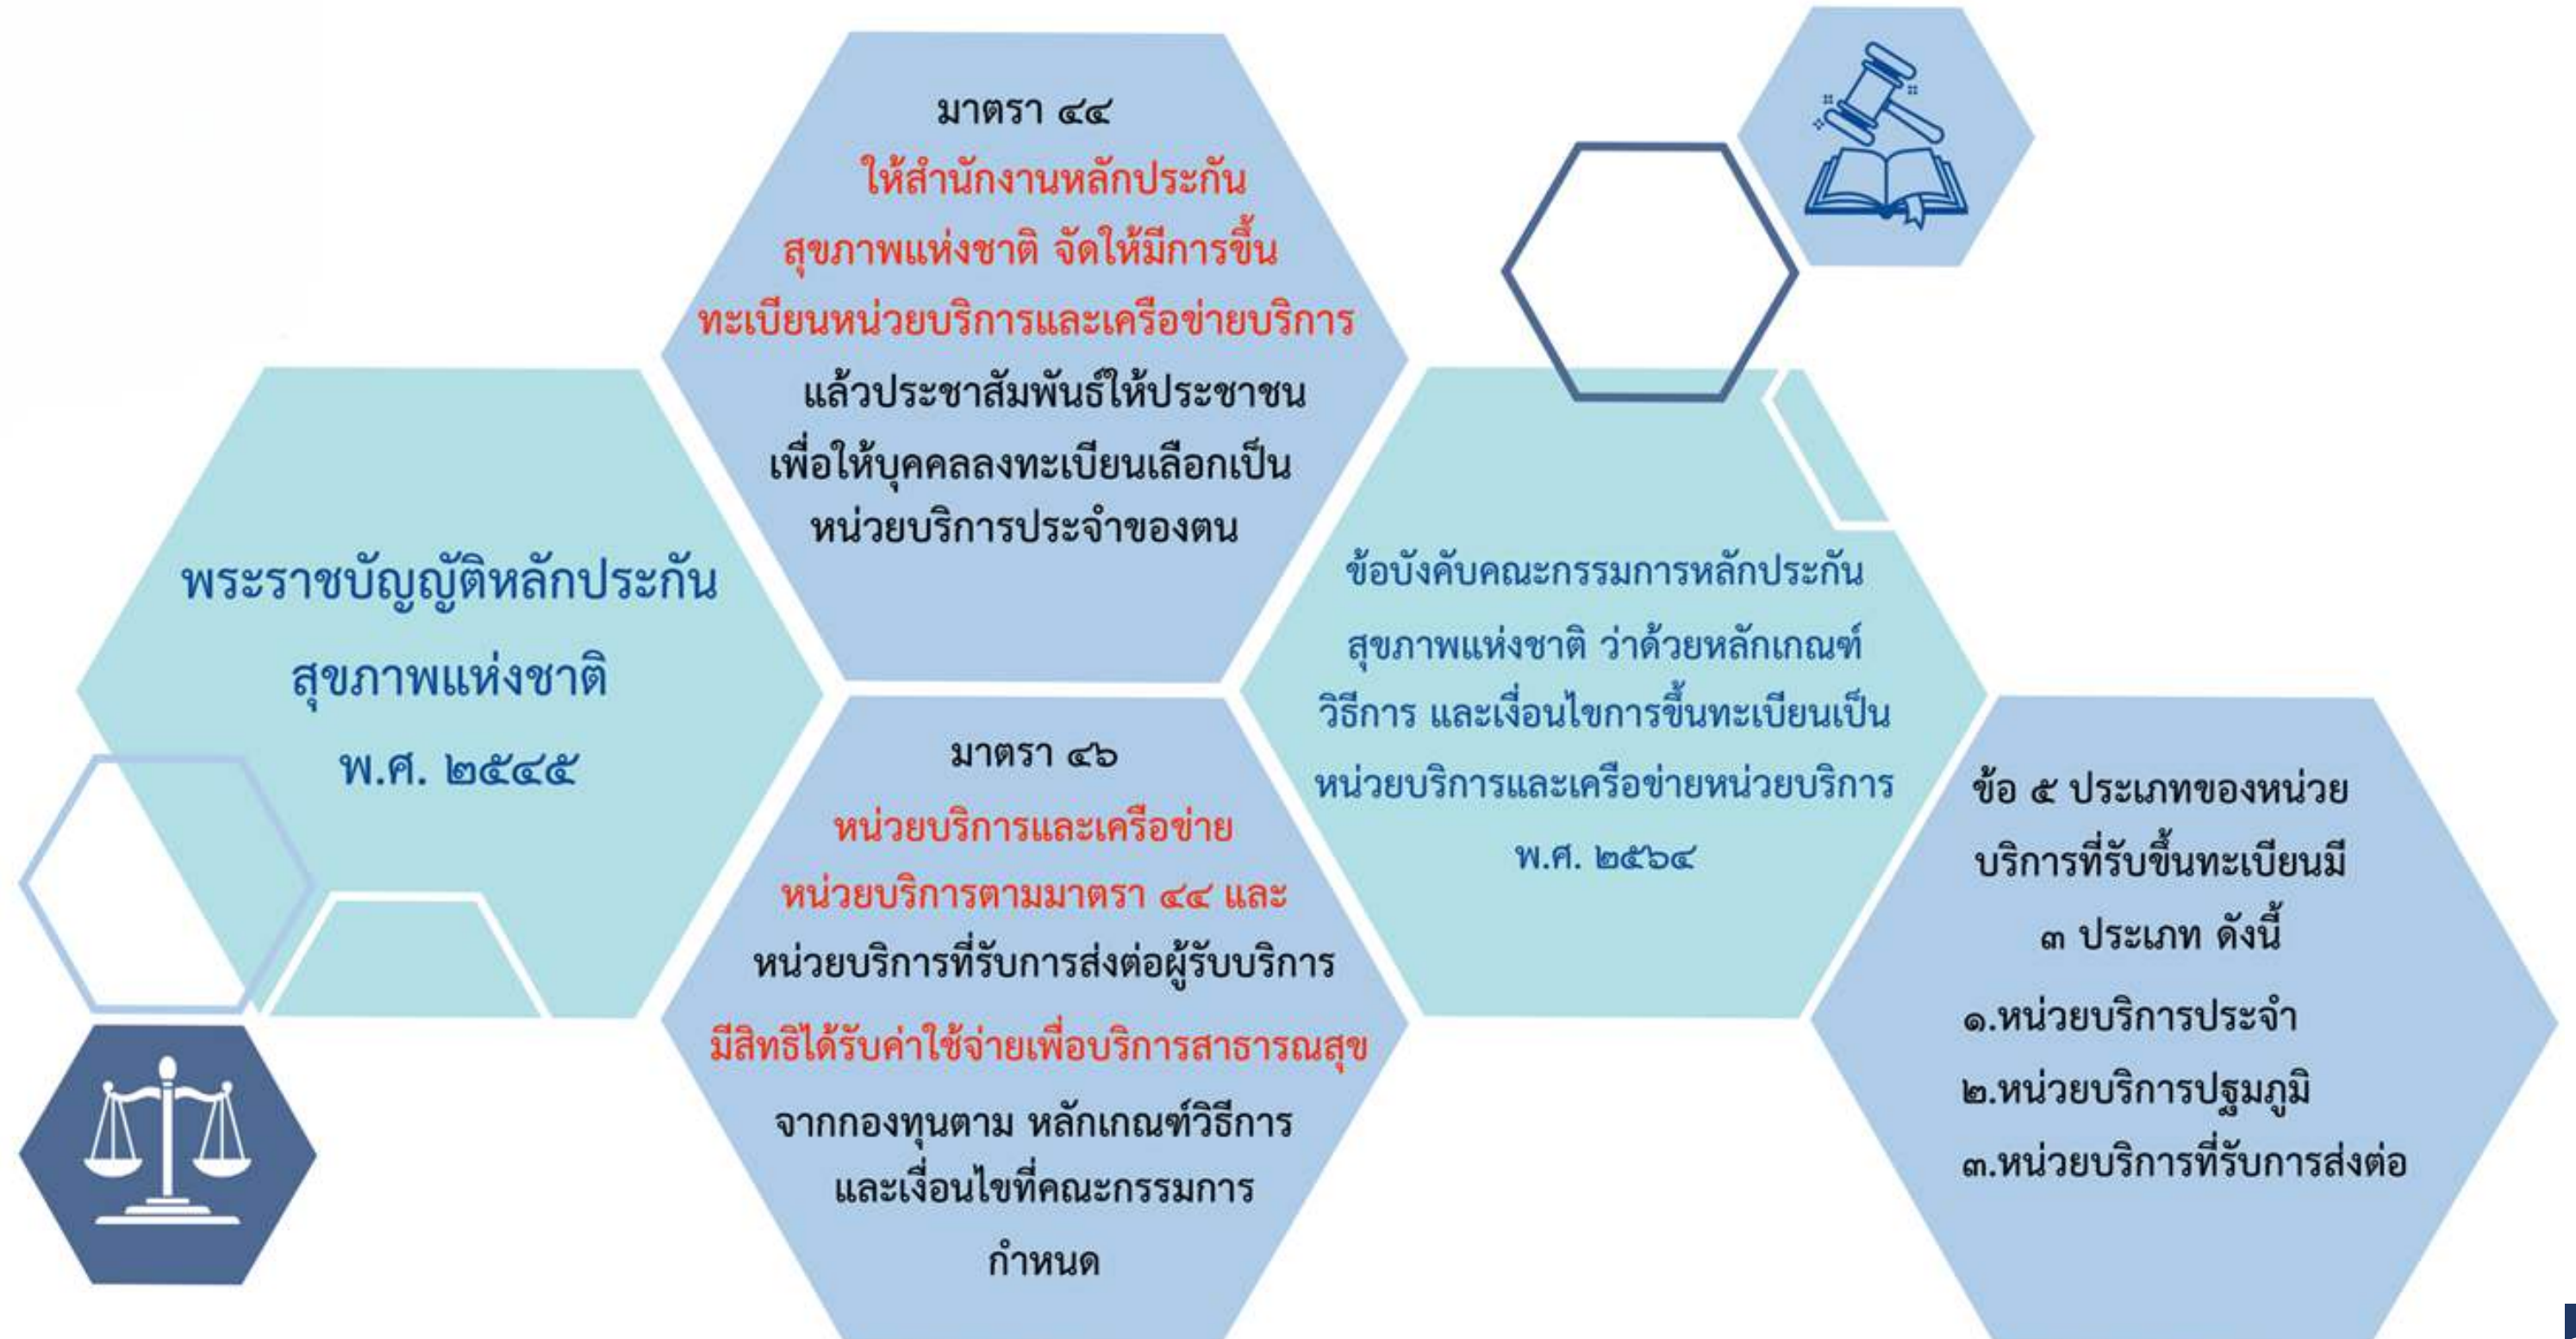 พระราชบัญญัติหลักประกัน
สุขภาพแห่งชาติ
พ.ศ. ๒๕๔๕
มาตรา ๔๔
ให้สำนักงานหลักประกัน
สุขภาพแห่งชาติ จัดให้มีการขึ้น
ทะเบียนหน่วยบริการและเครือข่ายบริการ
แล้วประชาสัมพันธ์ให้ประชาชน
เพื่อให้บุคคลลงทะเบียนเลือกเป็น
หน่วยบริการประจำของตน
มาตรา ๔๖
หน่วยบริการและเครือข่าย
หน่วยบริการตามมาตรา ๔๔ และ
หน่วยบริการที่รับการส่งต่อผู้รับบริการ
มีสิทธิได้รับค่าใช้จ่ายเพื่อบริการสาธารณสุข
จากกองทุนตาม หลักเกณฑ์วิธีการ
และเงื่อนไขที่คณะกรรมการ
กำหนด
ข้อบังคับคณะกรรมการหลักประกัน
สุขภาพแห่งชาติ ว่าด้วยหลักเกณฑ์
วิธีการ และเงื่อนไขการขึ้นทะเบียนเป็น
หน่วยบริการและเครือข่ายหน่วยบริการ
พ.ศ. ๒๕๖๔
ข้อ ๕ ประเภทของหน่วย
บริการที่รับขึ้นทะเบียนมี
๓ ประเภท ดังนี้
๑.หน่วยบริการประจำ
๒.หน่วยบริการปฐมภูมิ
๓.หน่วยบริการที่รับการส่งต่อ